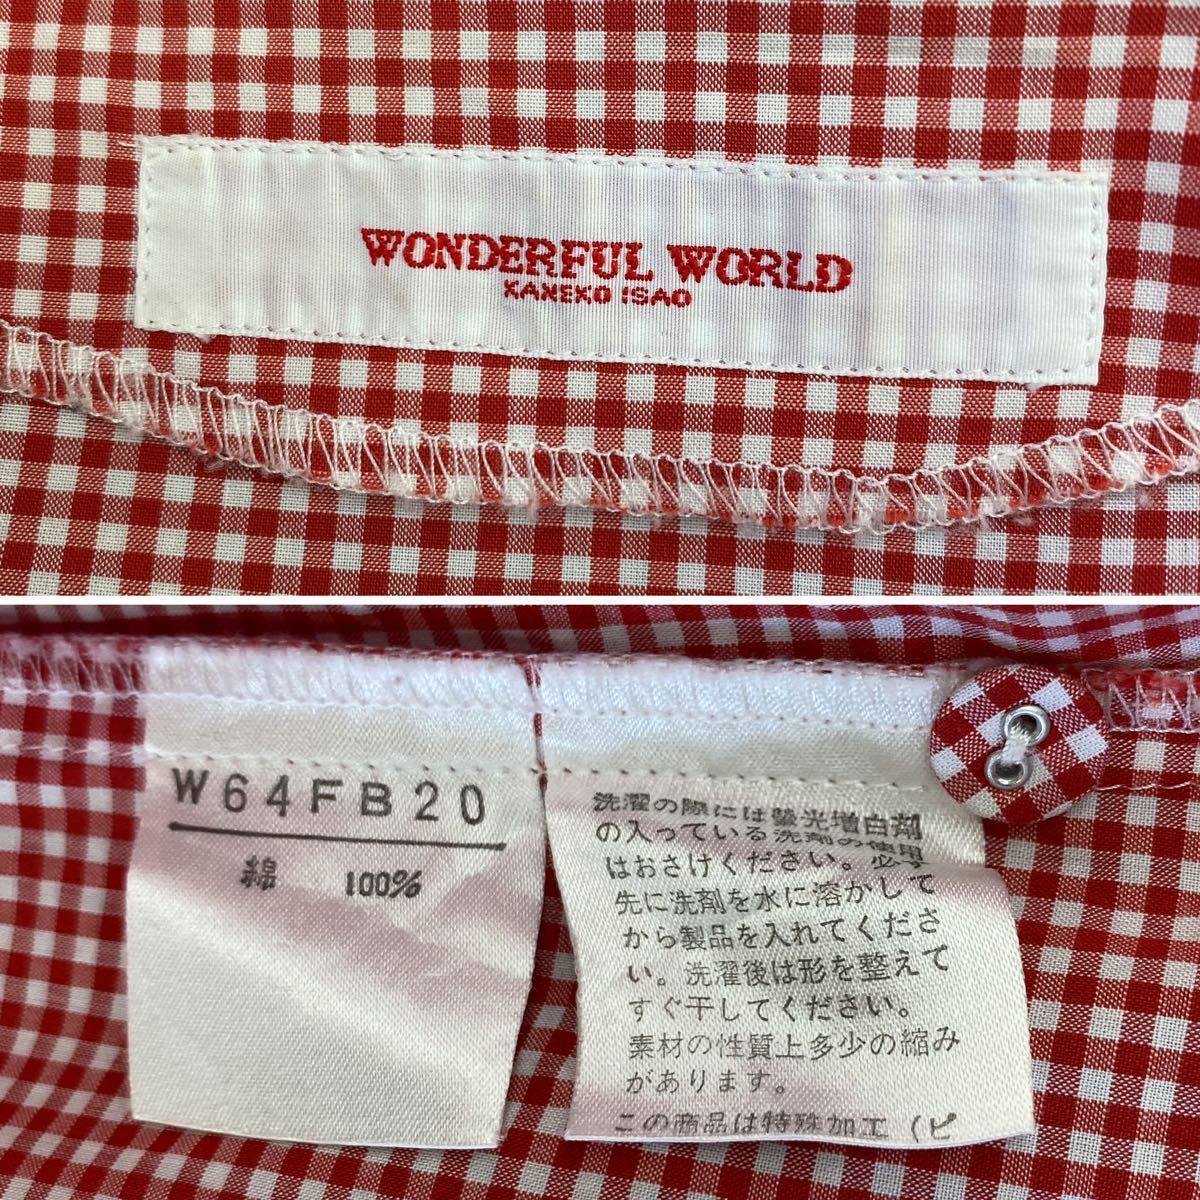 WONDERFUL WORLD
KANEKO ISAO
W64FB20
綿 100%
洗濯の際には螢光増白剤
の入っている洗剤の使用
はおさけください。必ず
先に洗剤を水に溶かして
から製品を入れてくださ
い。洗濯後は形を整えて
すぐ干してください。
素材の性質上多少の縮み
があります。
この商品は特殊加工(ピ